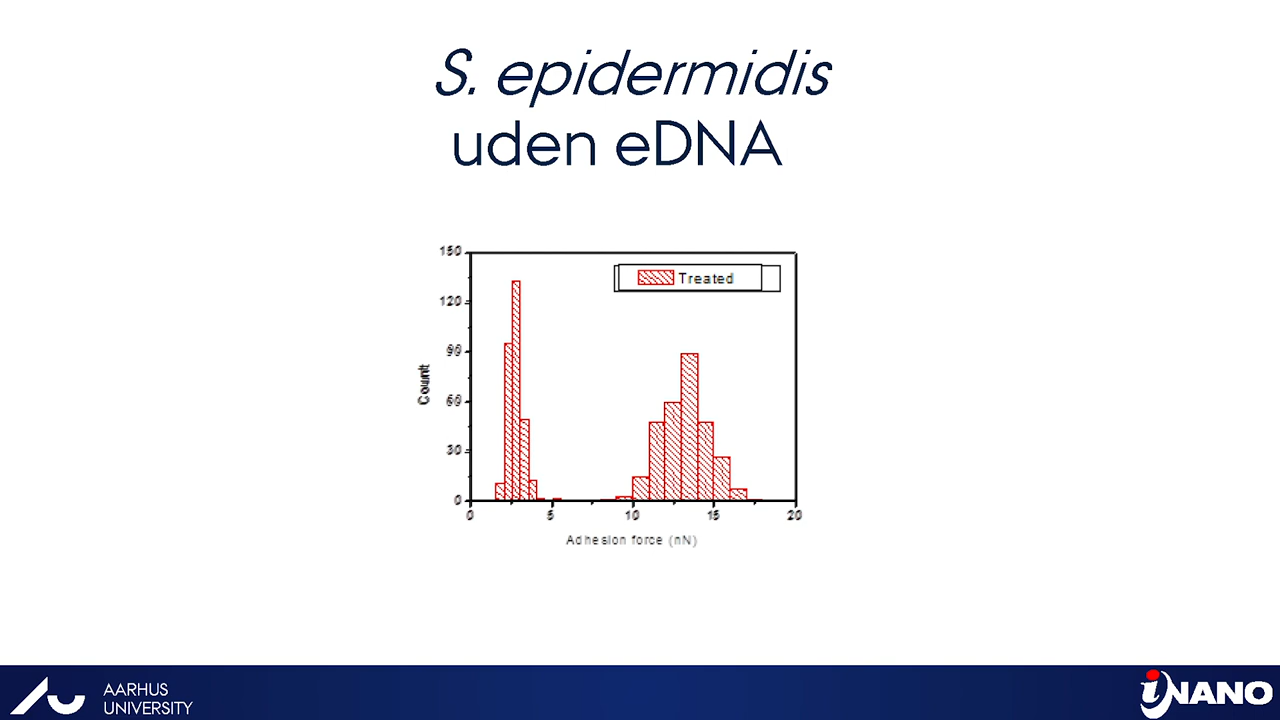 S. epidermidis
uden eDNA
150
120
90
60
30
0
Count
Treated
0 5 10 15 20
Adhesion force (nN)
AARHUS
UNIVERSITY
iNANO